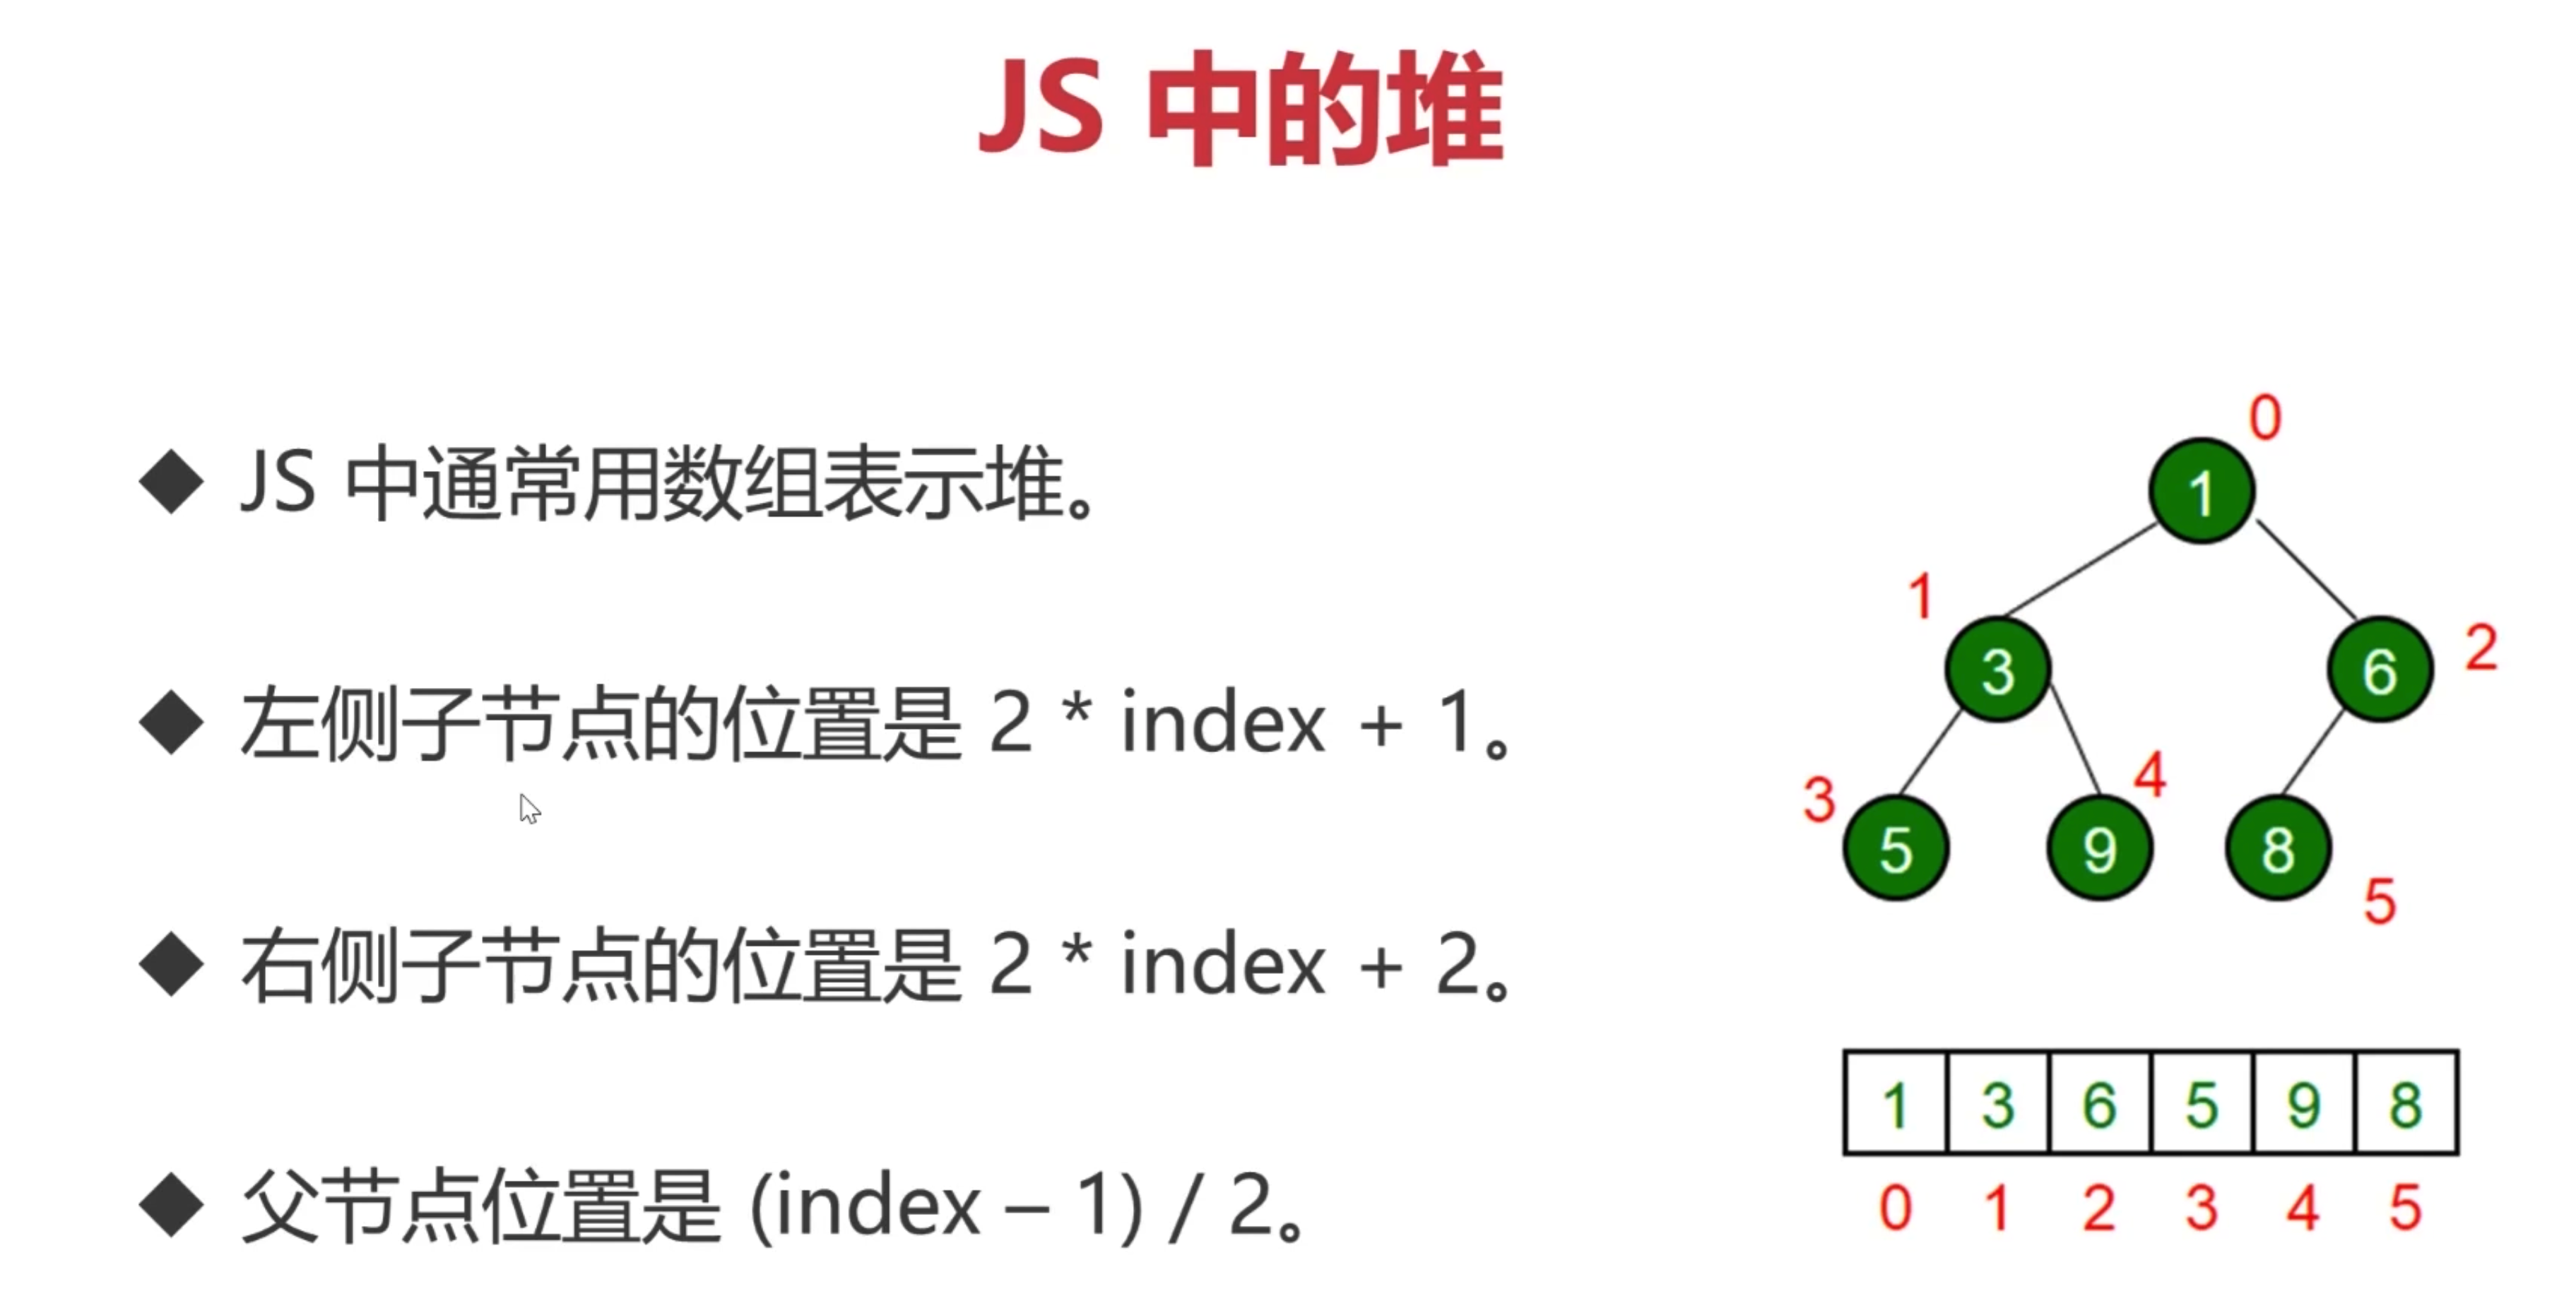 JS 中的堆
JS 中通常用数组表示堆。
左侧子节点的位置是 2 * index + 1。
右侧子节点的位置是 2 * index + 2。
父节点位置是 (index – 1) / 2。
0
1
1
3
6
2
3
4
5
9
8
5
1 3 6 5 9 8
0 1 2 3 4 5